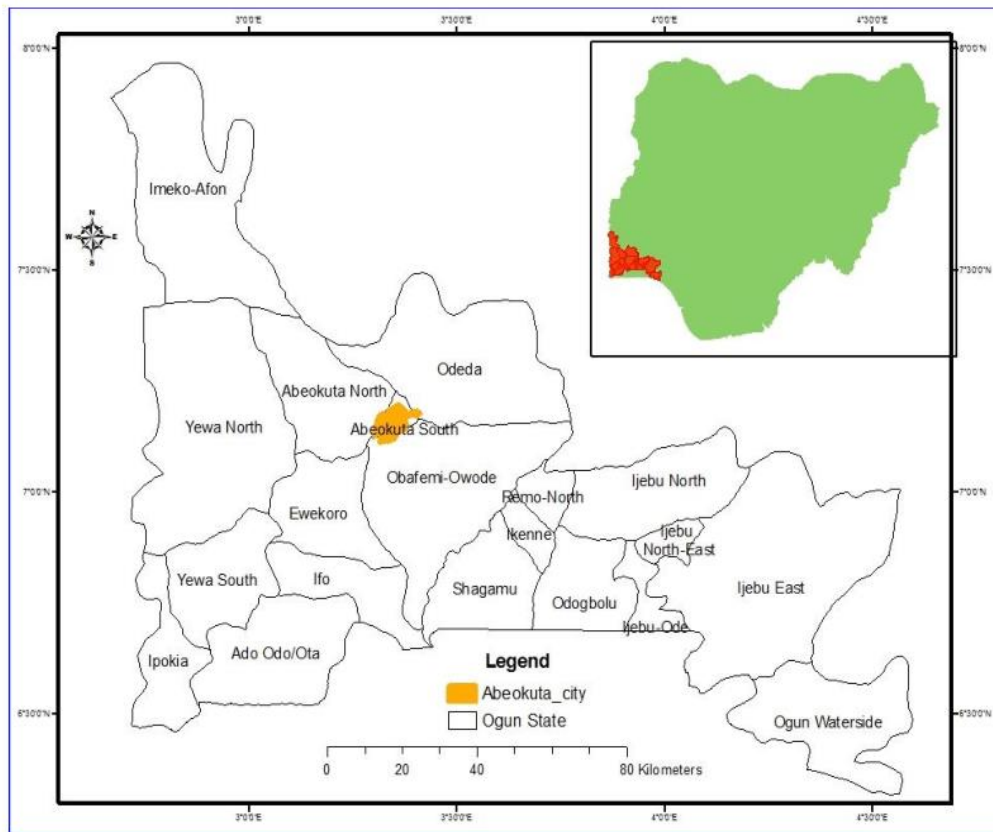 3°0'0"E 3°30'0"E 4°0'0"E 4°30'0"E
8°0'0"N 8°0'0"N
Imeko-Afon
N
W E
S
7°30'0"N 7°30'0"N
Odeda
Abeokuta North
Yewa North
Abeokuta South
Obafemi-Owode
Ijebu North
7°0'0"N 7°0'0"N
Remo-North
Ewekoro
Ikenne
Ijebu
North-East
Yewa South
Ifo
Shagamu
Odogbolu
Ijebu East
Ijebu-Ode
Ado Odo/Ota
Ipokia
Legend
Abeokuta_city
Ogun State
6°30'0"N 6°30'0"N
Ogun Waterside
0 20 40 80 Kilometers
3°0'0"E 3°30'0"E 4°0'0"E 4°30'0"E